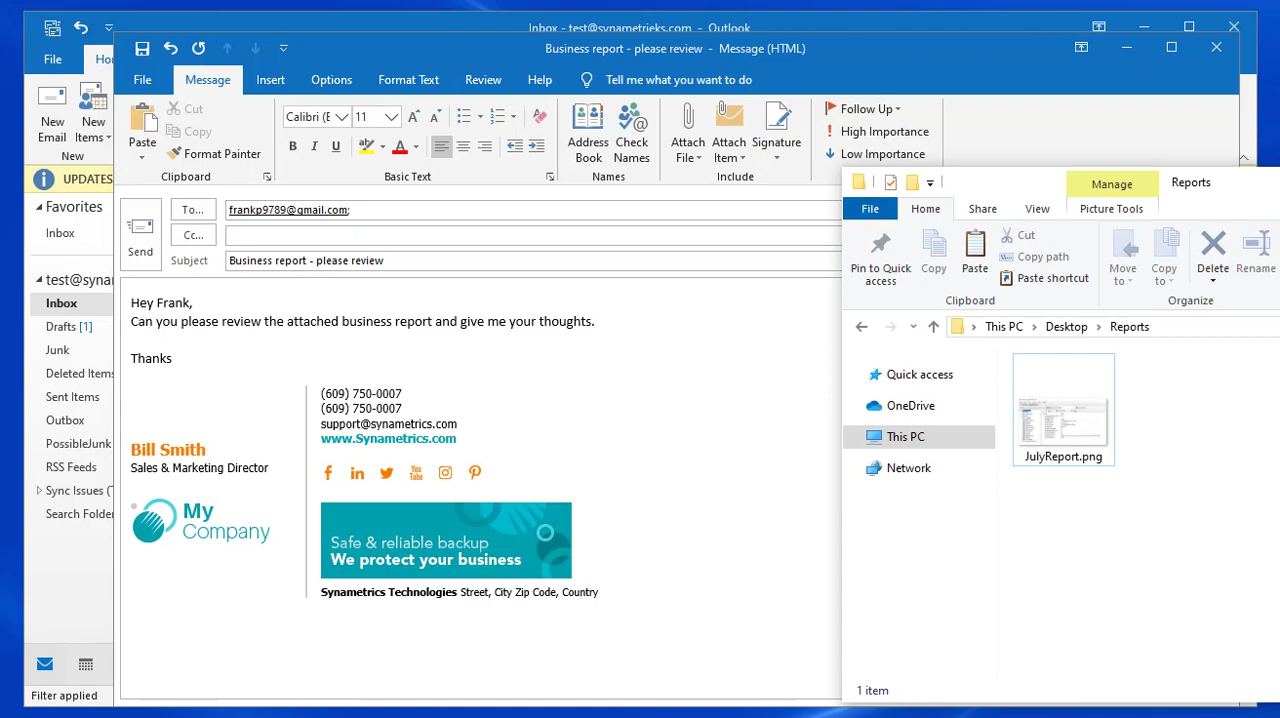 Inbox - test@synametrieks.com - Outlook
File
Hor
New Email
New Items
New
UPDATES
Favorites
Inbox
test@synar
Inbox
Drafts [1]
Junk
Deleted Items
Sent Items
Outbox
PossibleJunk
RSS Feeds
Sync Issues (
Search Folder
Filter applied
Business report - please review - Message (HTML)
File Message Insert Options Format Text Review Help Tell me what you want to do
Paste
Cut
Copy
Format Painter
Clipboard
Calibri (E 11
B I U
Basic Text
Address Book
Check Names
Names
Attach File
Attach Item
Signature
Include
Follow Up
High Importance
Low Importance
Send
To... frankp9789@gmail.com;
Cc...
Subject Business report - please review
Hey Frank,
Can you please review the attached business report and give me your thoughts.
Thanks
Bill Smith
Sales & Marketing Director
My
Company
(609) 750-0007
(609) 750-0007
support@synametrics.com
www.Synametrics.com
You
Tube
Safe & reliable backup
We protect your business
Synametrics Technologies Street, City Zip Code, Country
Manage Reports
File Home Share View Picture Tools
Pin to Quick access
Copy
Paste
Cut
Copy path
Paste shortcut
Clipboard
Move to
Copy to
Delete
Rename
Organize
This PC Desktop Reports
Quick access
OneDrive
This PC
Network
JulyReport.png
1 item